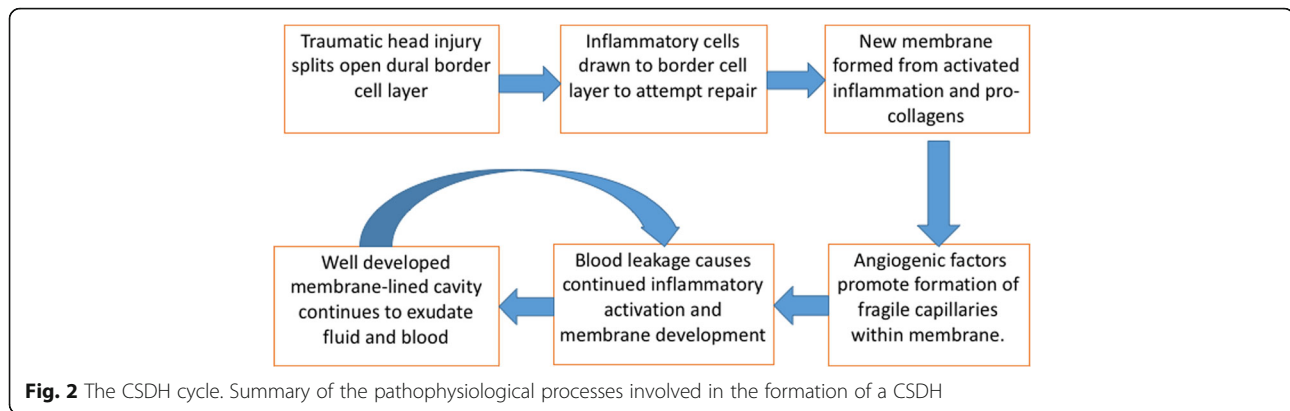 Traumatic head injury
splits open dural border
cell layer
Inflammatory cells
drawn to border cell
layer to attempt repair
New membrane
formed from activated
inflammation and pro-
collagens
Angiogenic factors
promote formation of
fragile capillaries
within membrane.
Blood leakage causes
continued inflammatory
activation and
membrane development
Well developed
membrane-lined cavity
continues to exudate
fluid and blood
Fig. 2 The CSDH cycle. Summary of the pathophysiological processes involved in the formation of a CSDH